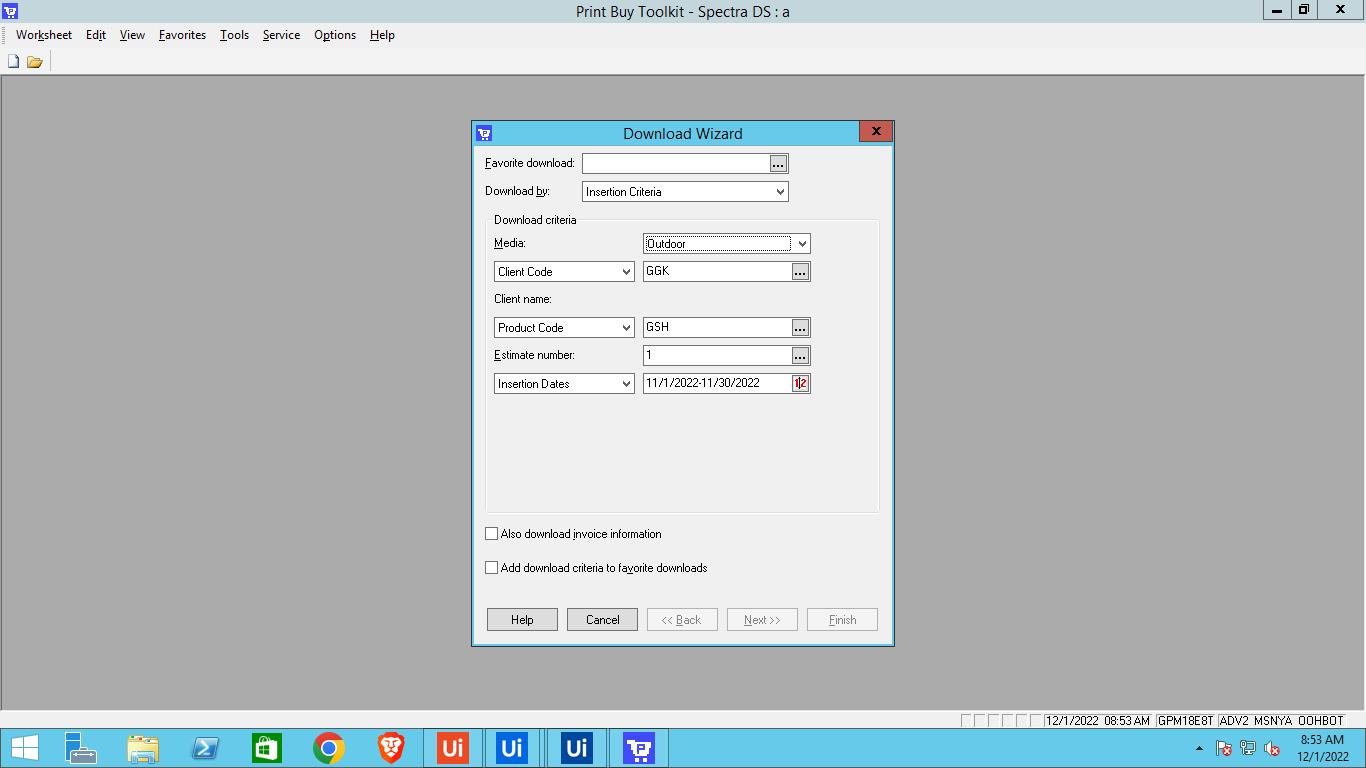 Print Buy Toolkit - Spectra DS : a
Worksheet Edit View Favorites Tools Service Options Help
Download Wizard
Favorite download: ...
Download by: Insertion Criteria
Download criteria
Media: Outdoor
Client Code GGK ...
Client name:
Product Code GSH ...
Estimate number: 1 ...
Insertion Dates 11/1/2022-11/30/2022 12
Also download invoice information
Add download criteria to favorite downloads
Help Cancel << Back Next >> Finish
12/1/2022 08:53 AM GPM18E8T ADV2 MSNYA OOHBOT
Ui Ui Ui
8:53 AM
12/1/2022